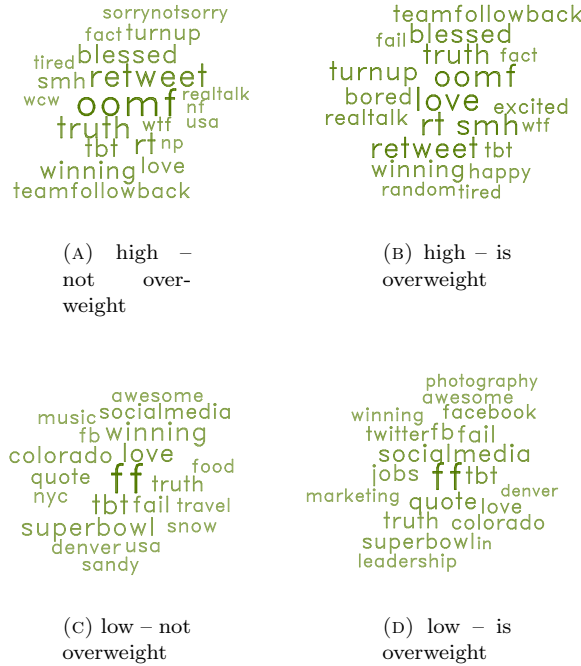 sorrynotsorry
fact turnup
blessed
tired
smh retweet
wcw oomf realtalk
nf
truth wtf usa
tbt rt np
winning love
teamfollowback
(A) high –
not over-
weight
teamfollowback
fail blessed
truth fact
turnup oomf
bored love excited
realtalk rt smh wtf
retweet tbt
winning happy
random tired
(B) high – is
overweight
awesome
music socialmedia
fb winning
colorado love
quote ff truth food
nyc tbt fail travel
superbowl snow
denver usa
sandy
(C) low – not
overweight
photography
awesome
winning facebook
twitter fb fail
socialmedia
jobs ff tbt
marketing quote love denver
truth colorado
superbowl in
leadership
(D) low – is
overweight